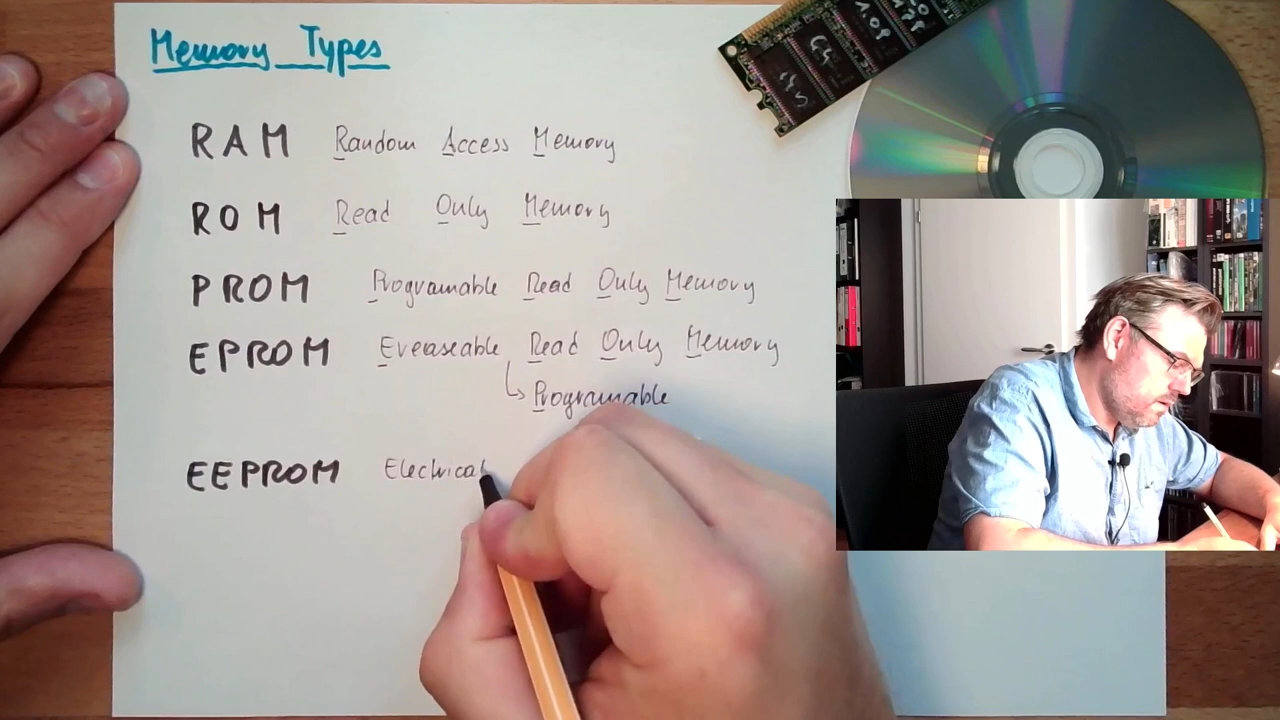 Memory Types
RAM Random Access Memory
ROM Read Only Memory
PROM Programable Read Only Memory
EPROM Evereaseable Read Only Memory
Programable
EEPROM Electrical